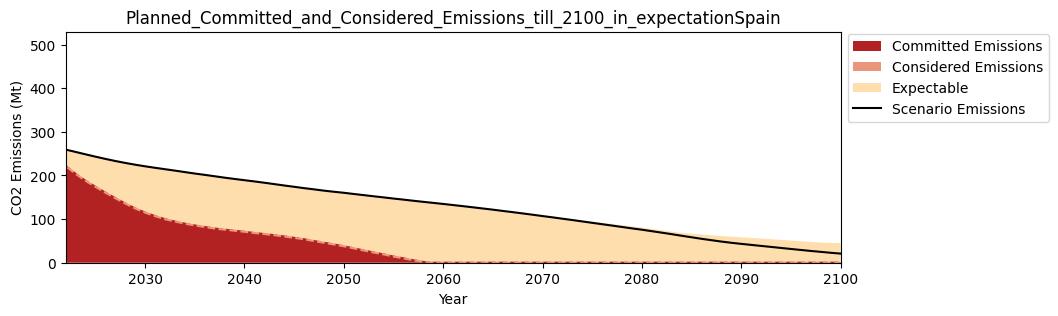 Planned_Committed_and_Considered_Emissions_till_2100_in_expectationSpain
500
400
300
200
100
0
CO2 Emissions (Mt)
2030 2040 2050 2060 2070 2080 2090 2100
Year
Committed Emissions
Considered Emissions
Expectable
Scenario Emissions